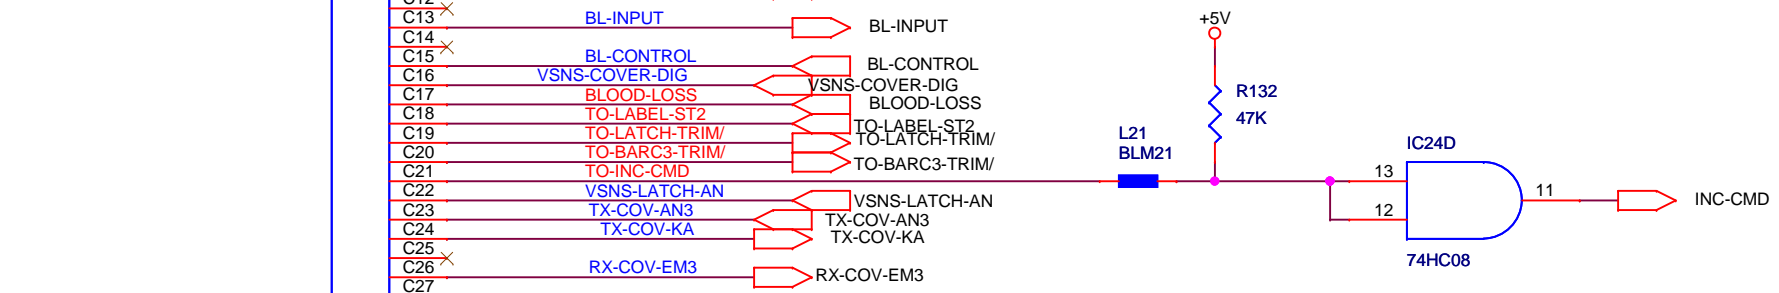 C12
C13 BL-INPUT BL-INPUT
C14
C15 BL-CONTROL BL-CONTROL
C16 VSNS-COVER-DIG VSNS-COVER-DIG
C17 BLOOD-LOSS BLOOD-LOSS
C18 TO-LABEL-ST2 TO-LABEL-ST2
C19 TO-LATCH-TRIM/ TO-LATCH-TRIM/
C20 TO-BARC3-TRIM/ TO-BARC3-TRIM/
C21 TO-INC-CMD
C22 VSNS-LATCH-AN VSNS-LATCH-AN
C23 TX-COV-AN3 TX-COV-AN3
C24 TX-COV-KA TX-COV-KA
C25
C26 RX-COV-EM3 RX-COV-EM3
C27
L21
BLM21
+5V
R132
47K
IC24D
13
12
11
74HC08
INC-CMD